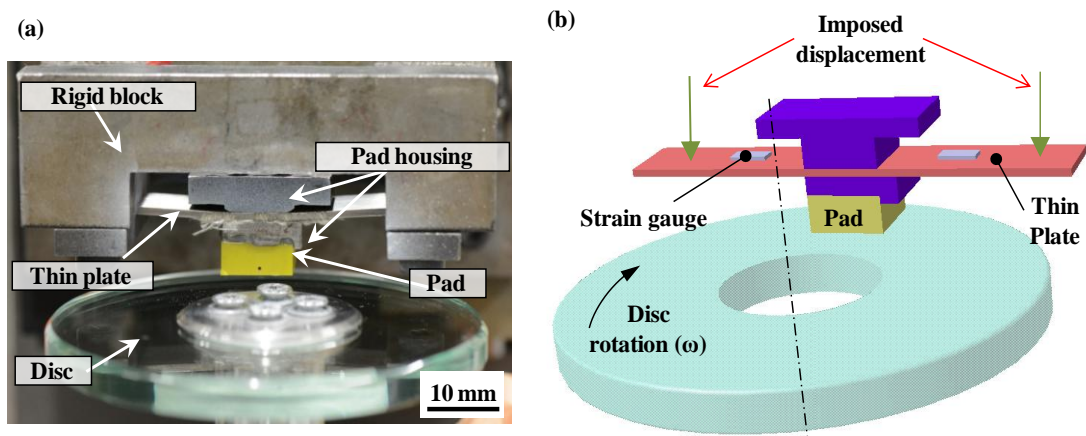 (a)
Rigid block
Pad housing
Thin plate
Pad
Disc
10 mm
(b)
Imposed
displacement
Strain gauge
Pad
Thin
Plate
Disc
rotation (ω)